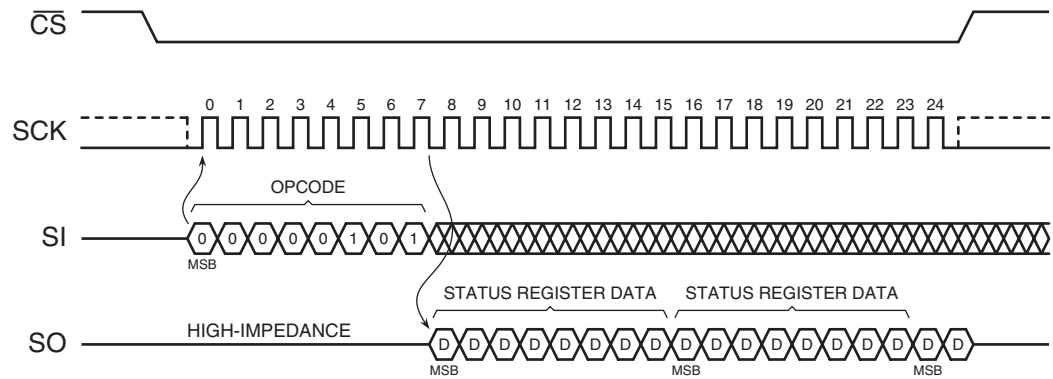 CS
SCK
0 1 2 3 4 5 6 7 8 9 10 11 12 13 14 15 16 17 18 19 20 21 22 23 24
OPCODE
SI
0 0 0 0 0 1 0 1
MSB
STATUS REGISTER DATA STATUS REGISTER DATA
SO
HIGH-IMPEDANCE
D D D D D D D D D D D D D D D D D D
MSB MSB MSB